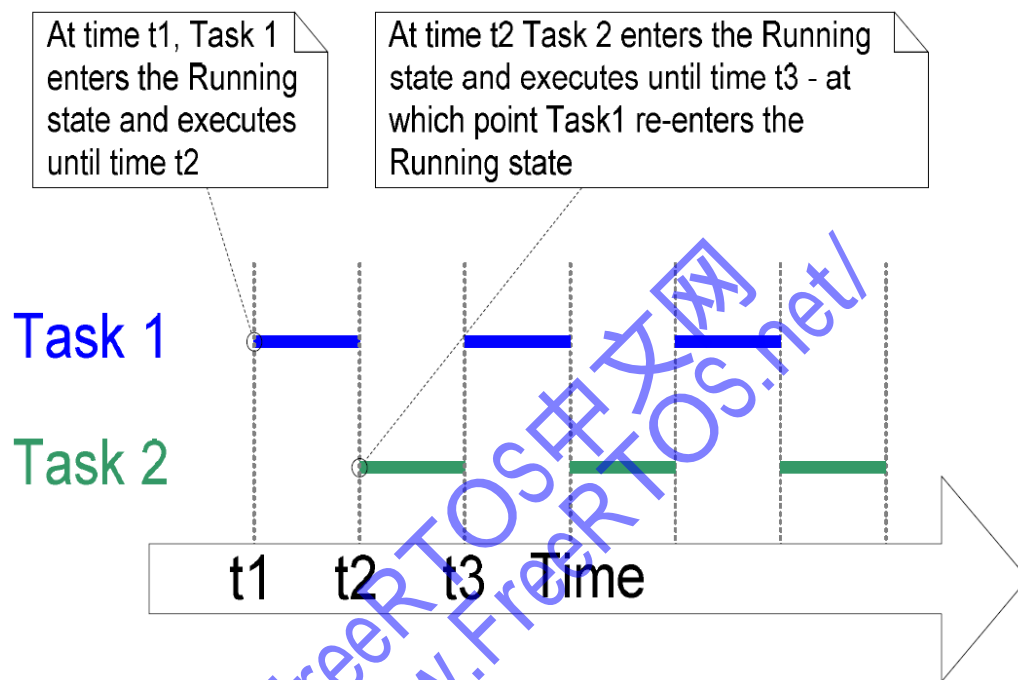 At time t1, Task 1
enters the Running
state and executes
until time t2
At time t2 Task 2 enters the Running
state and executes until time t3 - at
which point Task1 re-enters the
Running state
Task 1
Task 2
t1 t2 t3 Time
FreeRTOS中文网
www.FreeRTOS.net/